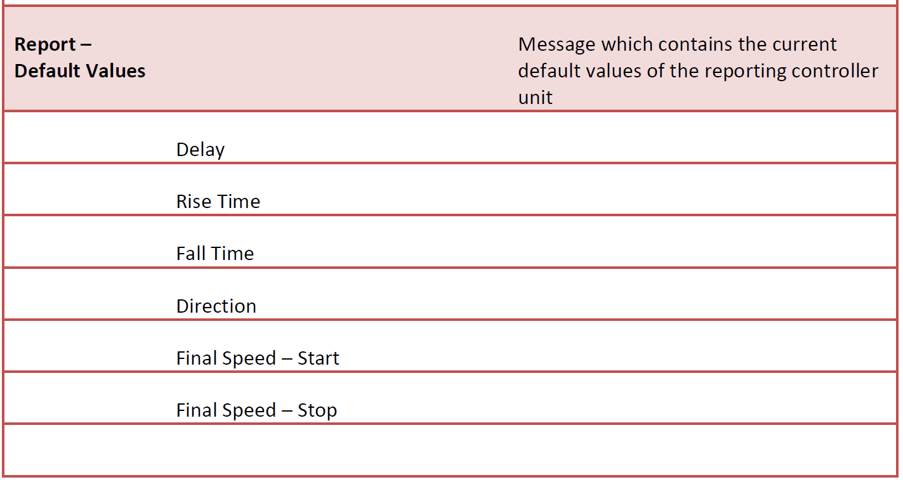 Report –
Default Values
Message which contains the current
default values of the reporting controller
unit
Delay
Rise Time
Fall Time
Direction
Final Speed – Start
Final Speed – Stop